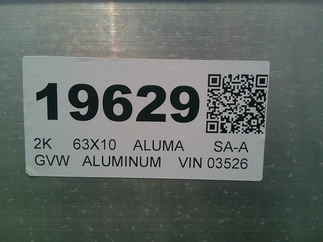 19629
2K 63X10 ALUMA SA-A
GVW ALUMINUM VIN 03526